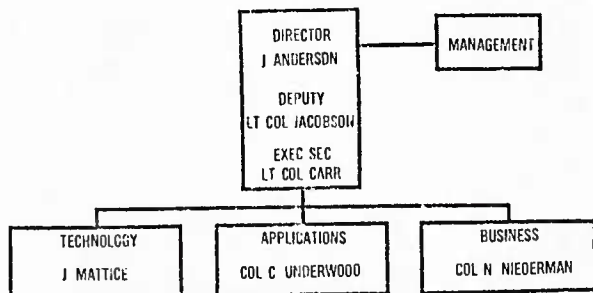 DIRECTOR
J ANDERSON
DEPUTY
LT COL JACOBSON
EXEC SEC
LT COL CARR
MANAGEMENT
TECHNOLOGY
J MATTICE
APPLICATIONS
COL C UNDERWOOD
BUSINESS
COL N NIEDERMAN